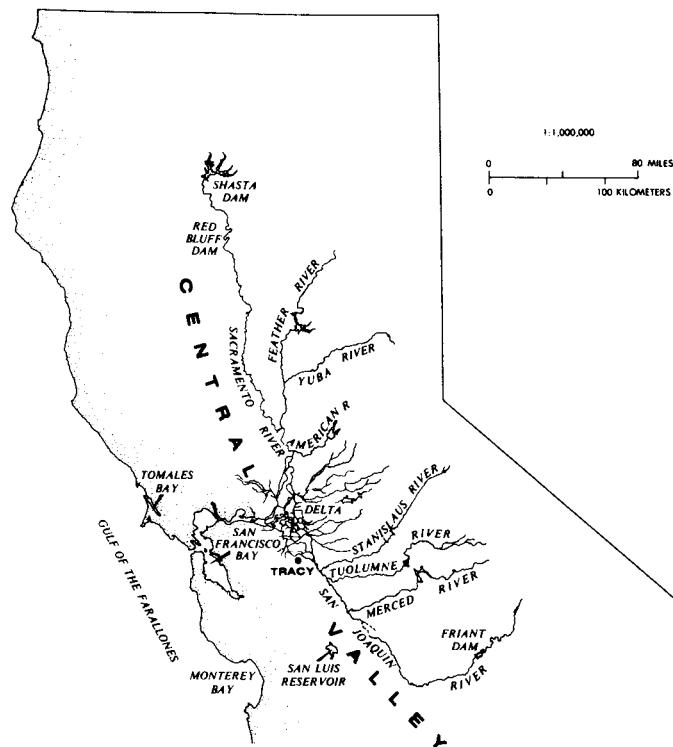 1:1,000,000
0 80 MILES
0 100 KILOMETERS
SHASTA
DAM
RED
BLUFF
DAM
CENTRAL
SACRAMENTO
RIVER
FEATHER
RIVER
YUBA RIVER
AMERICAN R
TOMALES
BAY
DELTA
STANISLAUS RIVER
SAN
FRANCISCO
BAY
TRACY
TUOLUMNE
RIVER
MERCED
RIVER
GULF OF THE FARALLONES
SAN
JOAQUIN
RIVER
VALLEY
FRIANT
DAM
SAN LUIS
RESERVOIR
MONTEREY
BAY